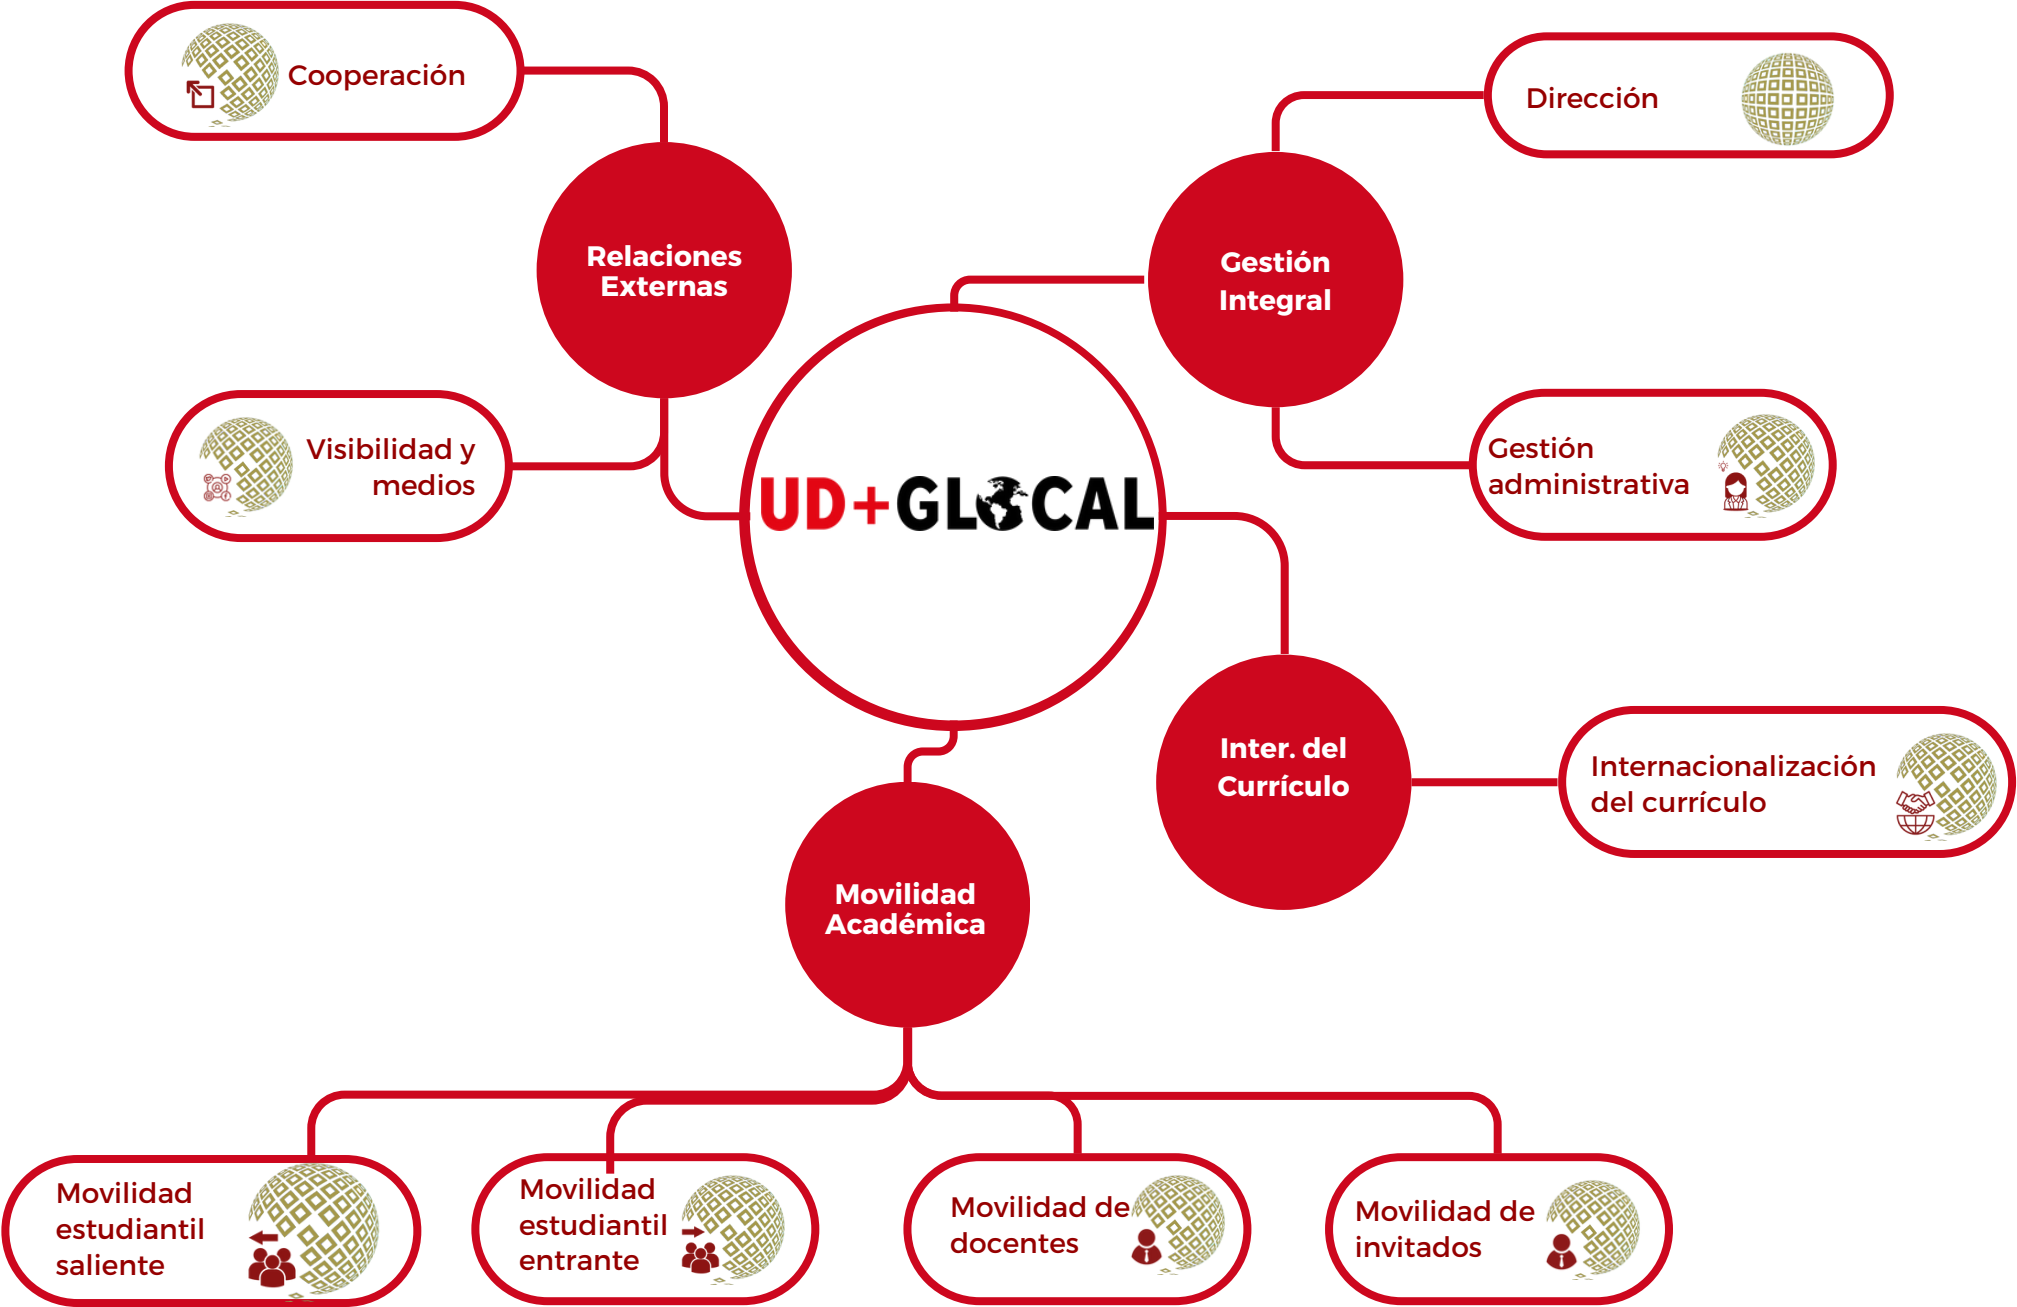 Cooperación
Dirección
Relaciones
Externas
Gestión
Integral
Visibilidad y
medios
Gestión
administrativa
UD+GLOCAL
Inter. del
Currículo
Internacionalización
del currículo
Movilidad
Académica
Movilidad
estudiantil
saliente
Movilidad
estudiantil
entrante
Movilidad de
docentes
Movilidad de
invitados